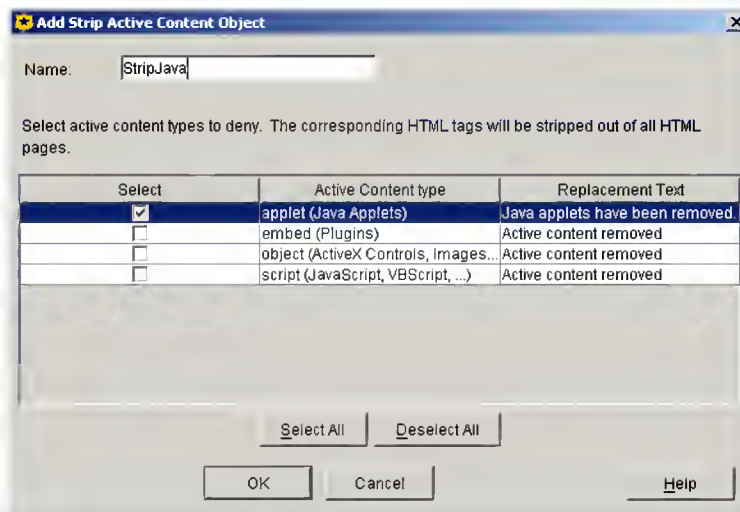 Add Strip Active Content Object
Name: StripJava
Select active content types to deny. The corresponding HTML tags will be stripped out of all HTML
pages.
Select Active Content type Replacement Text
applet (Java Applets) Java applets have been removed.
embed (Plugins) Active content removed
object (ActiveX Controls, Images... Active content removed
script (JavaScript, VBScript, ...) Active content removed
Select All Deselect All
OK Cancel Help